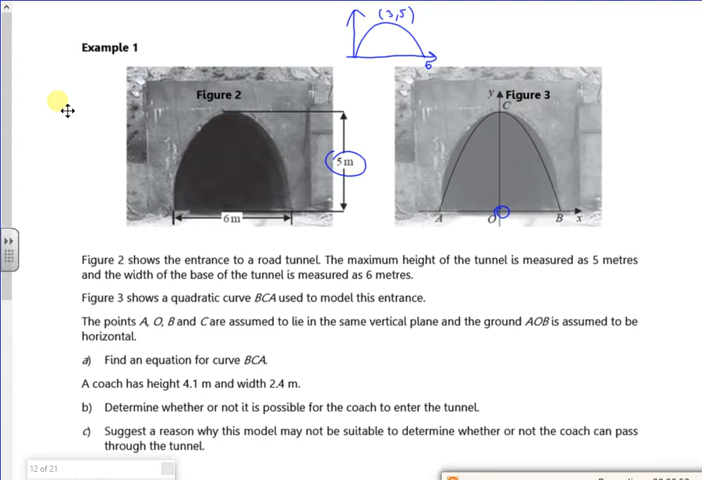 (3,5)
6
Example 1
Figure 2
5m
6m
y Figure 3
C
A O B x
Figure 2 shows the entrance to a road tunnel. The maximum height of the tunnel is measured as 5 metres
and the width of the base of the tunnel is measured as 6 metres.
Figure 3 shows a quadratic curve BCA used to model this entrance.
The points A, O, B and C are assumed to lie in the same vertical plane and the ground AOB is assumed to be
horizontal.
a) Find an equation for curve BCA.
A coach has height 4.1 m and width 2.4 m.
b) Determine whether or not it is possible for the coach to enter the tunnel.
c) Suggest a reason why this model may not be suitable to determine whether or not the coach can pass
through the tunnel.
12 of 21